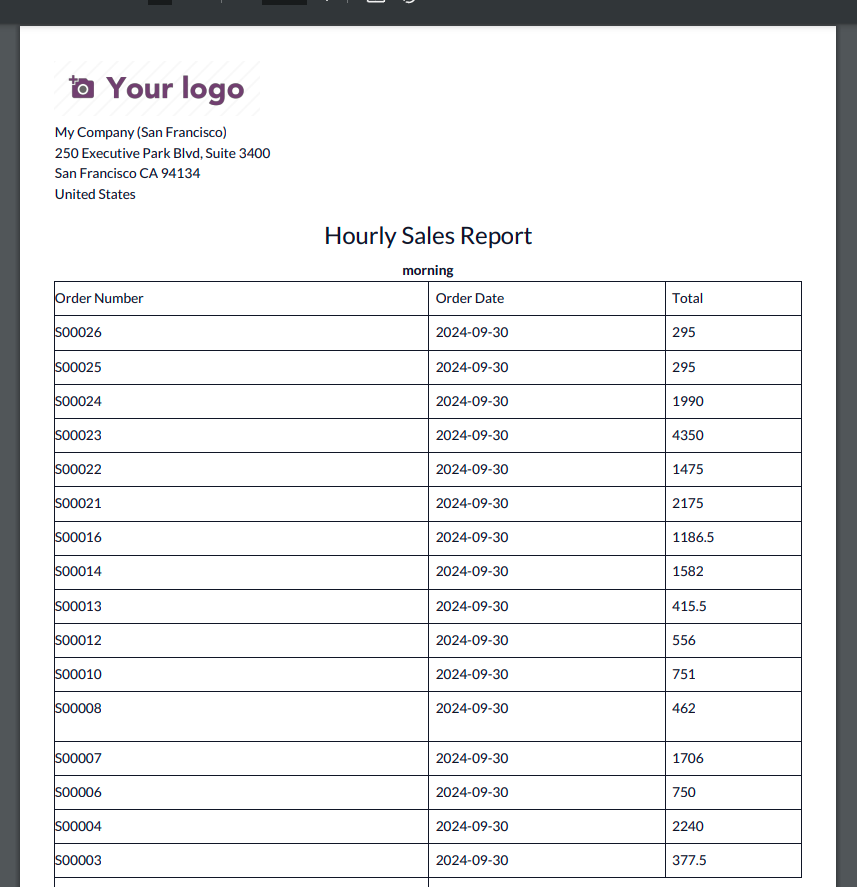 Your logo
My Company (San Francisco)
250 Executive Park Blvd, Suite 3400
San Francisco CA 94134
United States
Hourly Sales Report
morning
Order Number Order Date Total
S00026 2024-09-30 295
S00025 2024-09-30 295
S00024 2024-09-30 1990
S00023 2024-09-30 4350
S00022 2024-09-30 1475
S00021 2024-09-30 2175
S00016 2024-09-30 1186.5
S00014 2024-09-30 1582
S00013 2024-09-30 415.5
S00012 2024-09-30 556
S00010 2024-09-30 751
S00008 2024-09-30 462
S00007 2024-09-30 1706
S00006 2024-09-30 750
S00004 2024-09-30 2240
S00003 2024-09-30 377.5